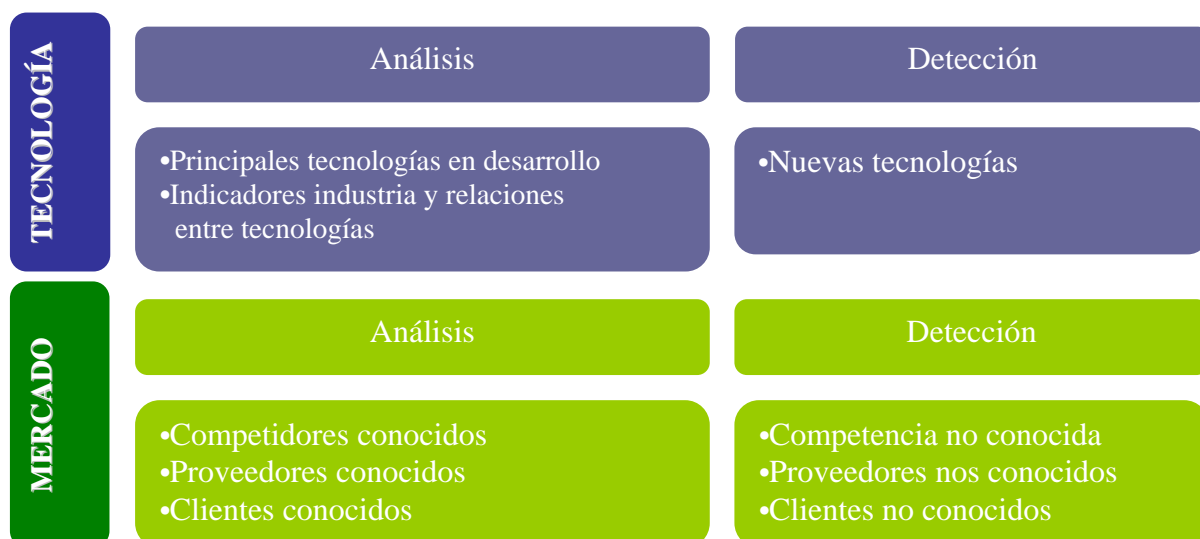 TECNOLOGÍA
Análisis
Detección
•Principales tecnologías en desarrollo
•Indicadores industria y relaciones
entre tecnologías
•Nuevas tecnologías
MERCADO
Análisis
Detección
•Competidores conocidos
•Proveedores conocidos
•Clientes conocidos
•Competencia no conocida
•Proveedores nos conocidos
•Clientes no conocidos